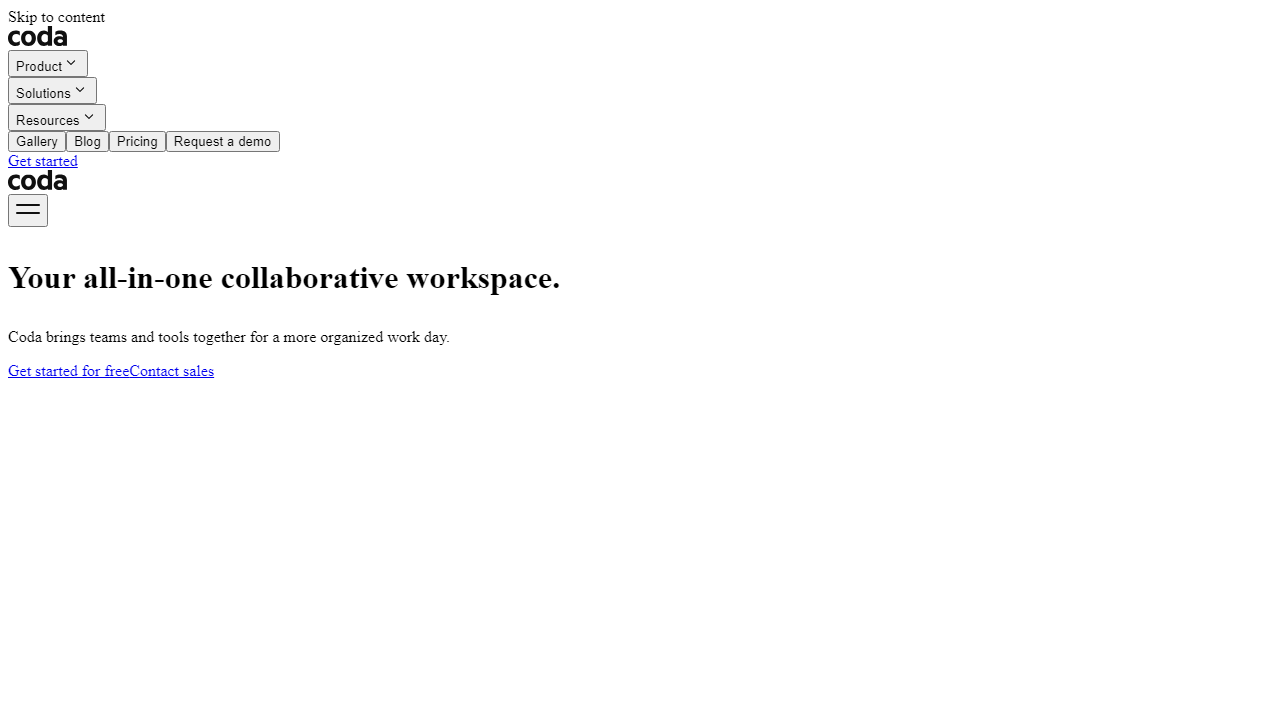 Skip to content
coda
Product
Solutions
Resources
Gallery Blog Pricing Request a demo
Get started
coda
Your all-in-one collaborative workspace.
Coda brings teams and tools together for a more organized work day.
Get started for freeContact sales